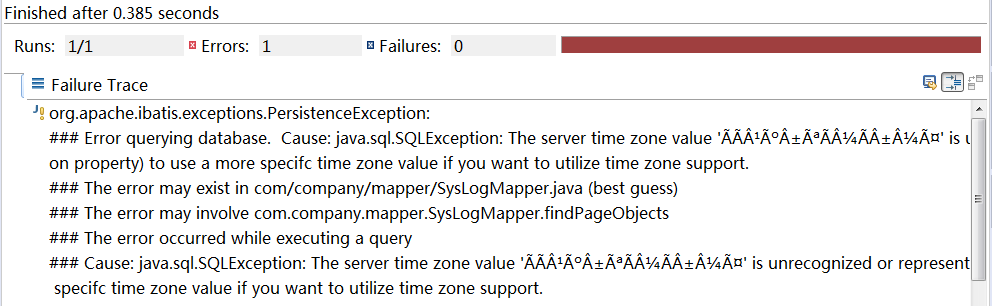 Finished after 0.385 seconds
Runs: 1/1 Errors: 1 Failures: 0
Failure Trace
org.apache.ibatis.exceptions.PersistenceException:
### Error querying database.  Cause: java.sql.SQLException: The server time zone value 'ÃÃÂ¹ÃºÂ±ÃªÃÂ¼ÃÂ±Â¼Ã¤' is u
on property) to use a more specifc time zone value if you want to utilize time zone support.
### The error may exist in com/company/mapper/SysLogMapper.java (best guess)
### The error may involve com.company.mapper.SysLogMapper.findPageObjects
### The error occurred while executing a query
### Cause: java.sql.SQLException: The server time zone value 'ÃÃÂ¹ÃºÂ±ÃªÃÂ¼ÃÂ±Â¼Ã¤' is unrecognized or represent
specifc time zone value if you want to utilize time zone support.